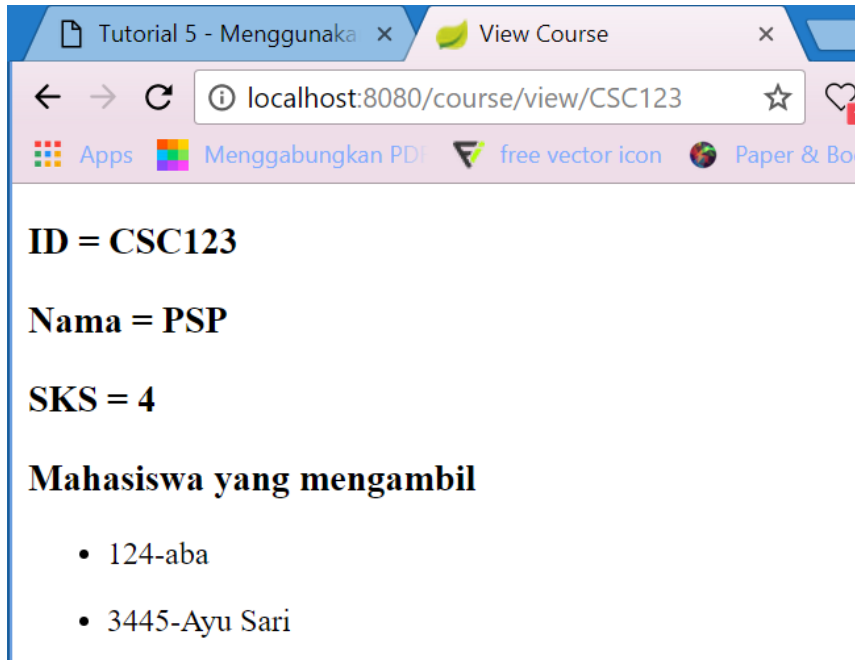 Tutorial 5 - Menggunaka
View Course
localhost:8080/course/view/CSC123
Apps Menggabungkan PDF free vector icon Paper & Bo
ID = CSC123
Nama = PSP
SKS = 4
Mahasiswa yang mengambil
124-aba
3445-Ayu Sari